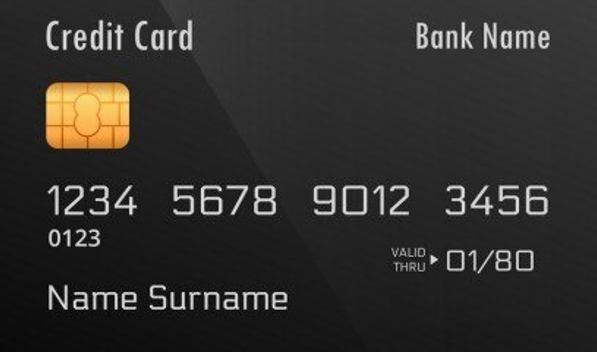 Credit Card Bank Name
1234 5678 9012 3456
0123
VALID THRU 01/80
Name Surname